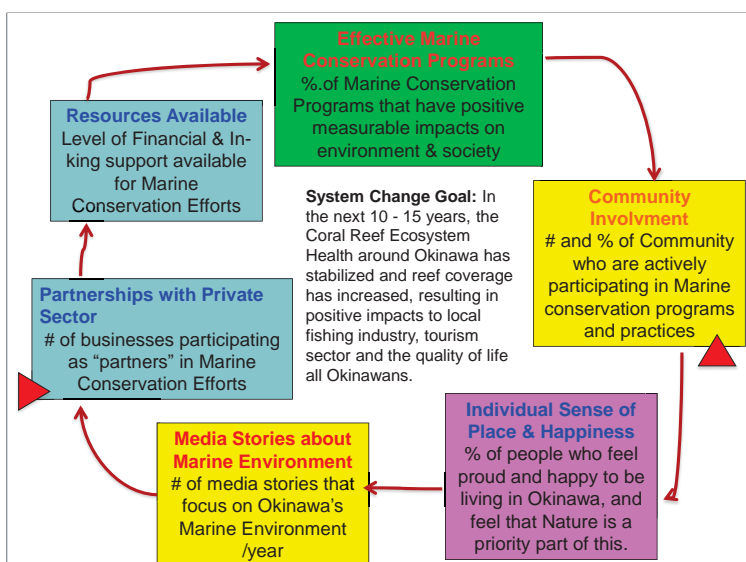 Effective Marine
Conservation Programs
%.of Marine Conservation
Programs that have positive
measurable impacts on
environment & society
Resources Available
Level of Financial & In-
king support available
for Marine
Conservation Efforts
System Change Goal: In
the next 10 - 15 years, the
Coral Reef Ecosystem
Health around Okinawa has
stabilized and reef coverage
has increased, resulting in
positive impacts to local
fishing industry, tourism
sector and the quality of life
all Okinawans.
Community
Involvment
# and % of Community
who are actively
participating in Marine
conservation programs
and practices
Partnerships with Private
Sector
# of businesses participating
as “partners” in Marine
Conservation Efforts
Individual Sense of
Place & Happiness
% of people who feel
proud and happy to be
living in Okinawa, and
feel that Nature is a
priority part of this.
Media Stories about
Marine Environment
# of media stories that
focus on Okinawa’s
Marine Environment
/year